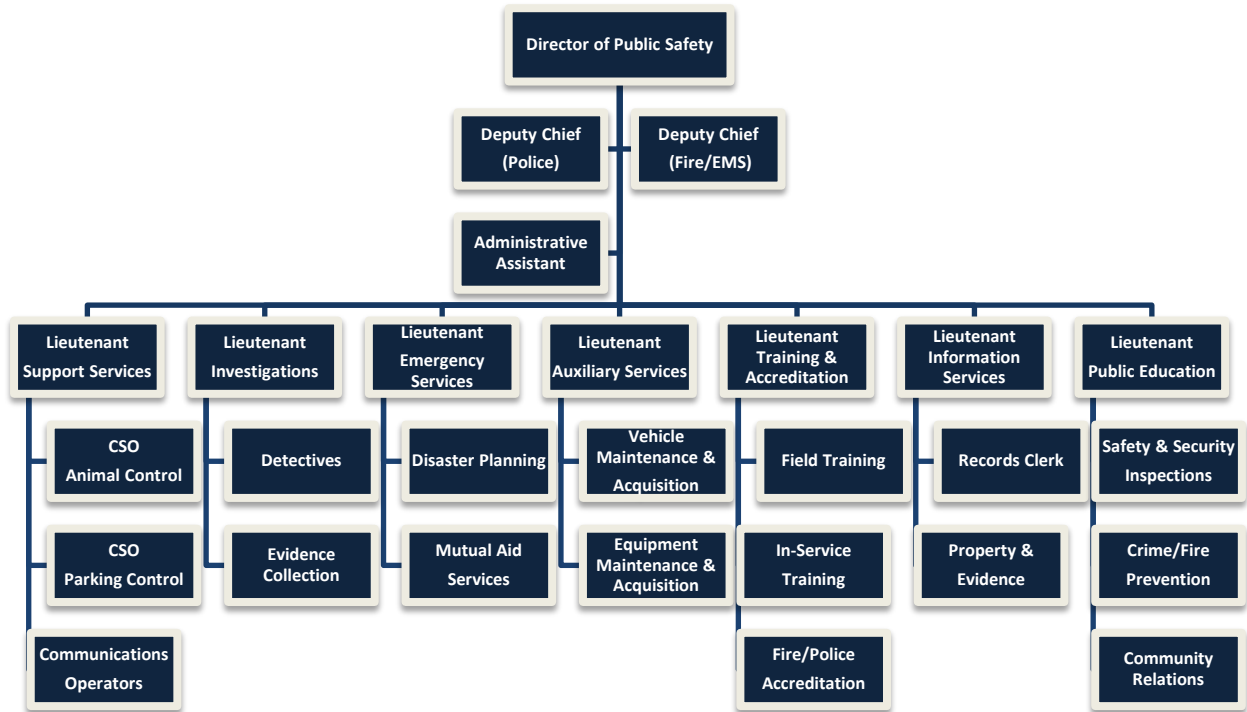 Director of Public Safety
Deputy Chief
(Police)
Deputy Chief
(Fire/EMS)
Administrative
Assistant
Lieutenant
Support Services
Lieutenant
Investigations
Lieutenant
Emergency
Services
Lieutenant
Auxiliary Services
Lieutenant
Training &
Accreditation
Lieutenant
Information
Services
Lieutenant
Public Education
CSO
Animal Control
Detectives
Disaster Planning
Vehicle
Maintenance &
Acquisition
Field Training
Records Clerk
Safety & Security
Inspections
CSO
Parking Control
Evidence
Collection
Mutual Aid
Services
Equipment
Maintenance &
Acquisition
In-Service
Training
Property &
Evidence
Crime/Fire
Prevention
Communications
Operators
Fire/Police
Accreditation
Community
Relations